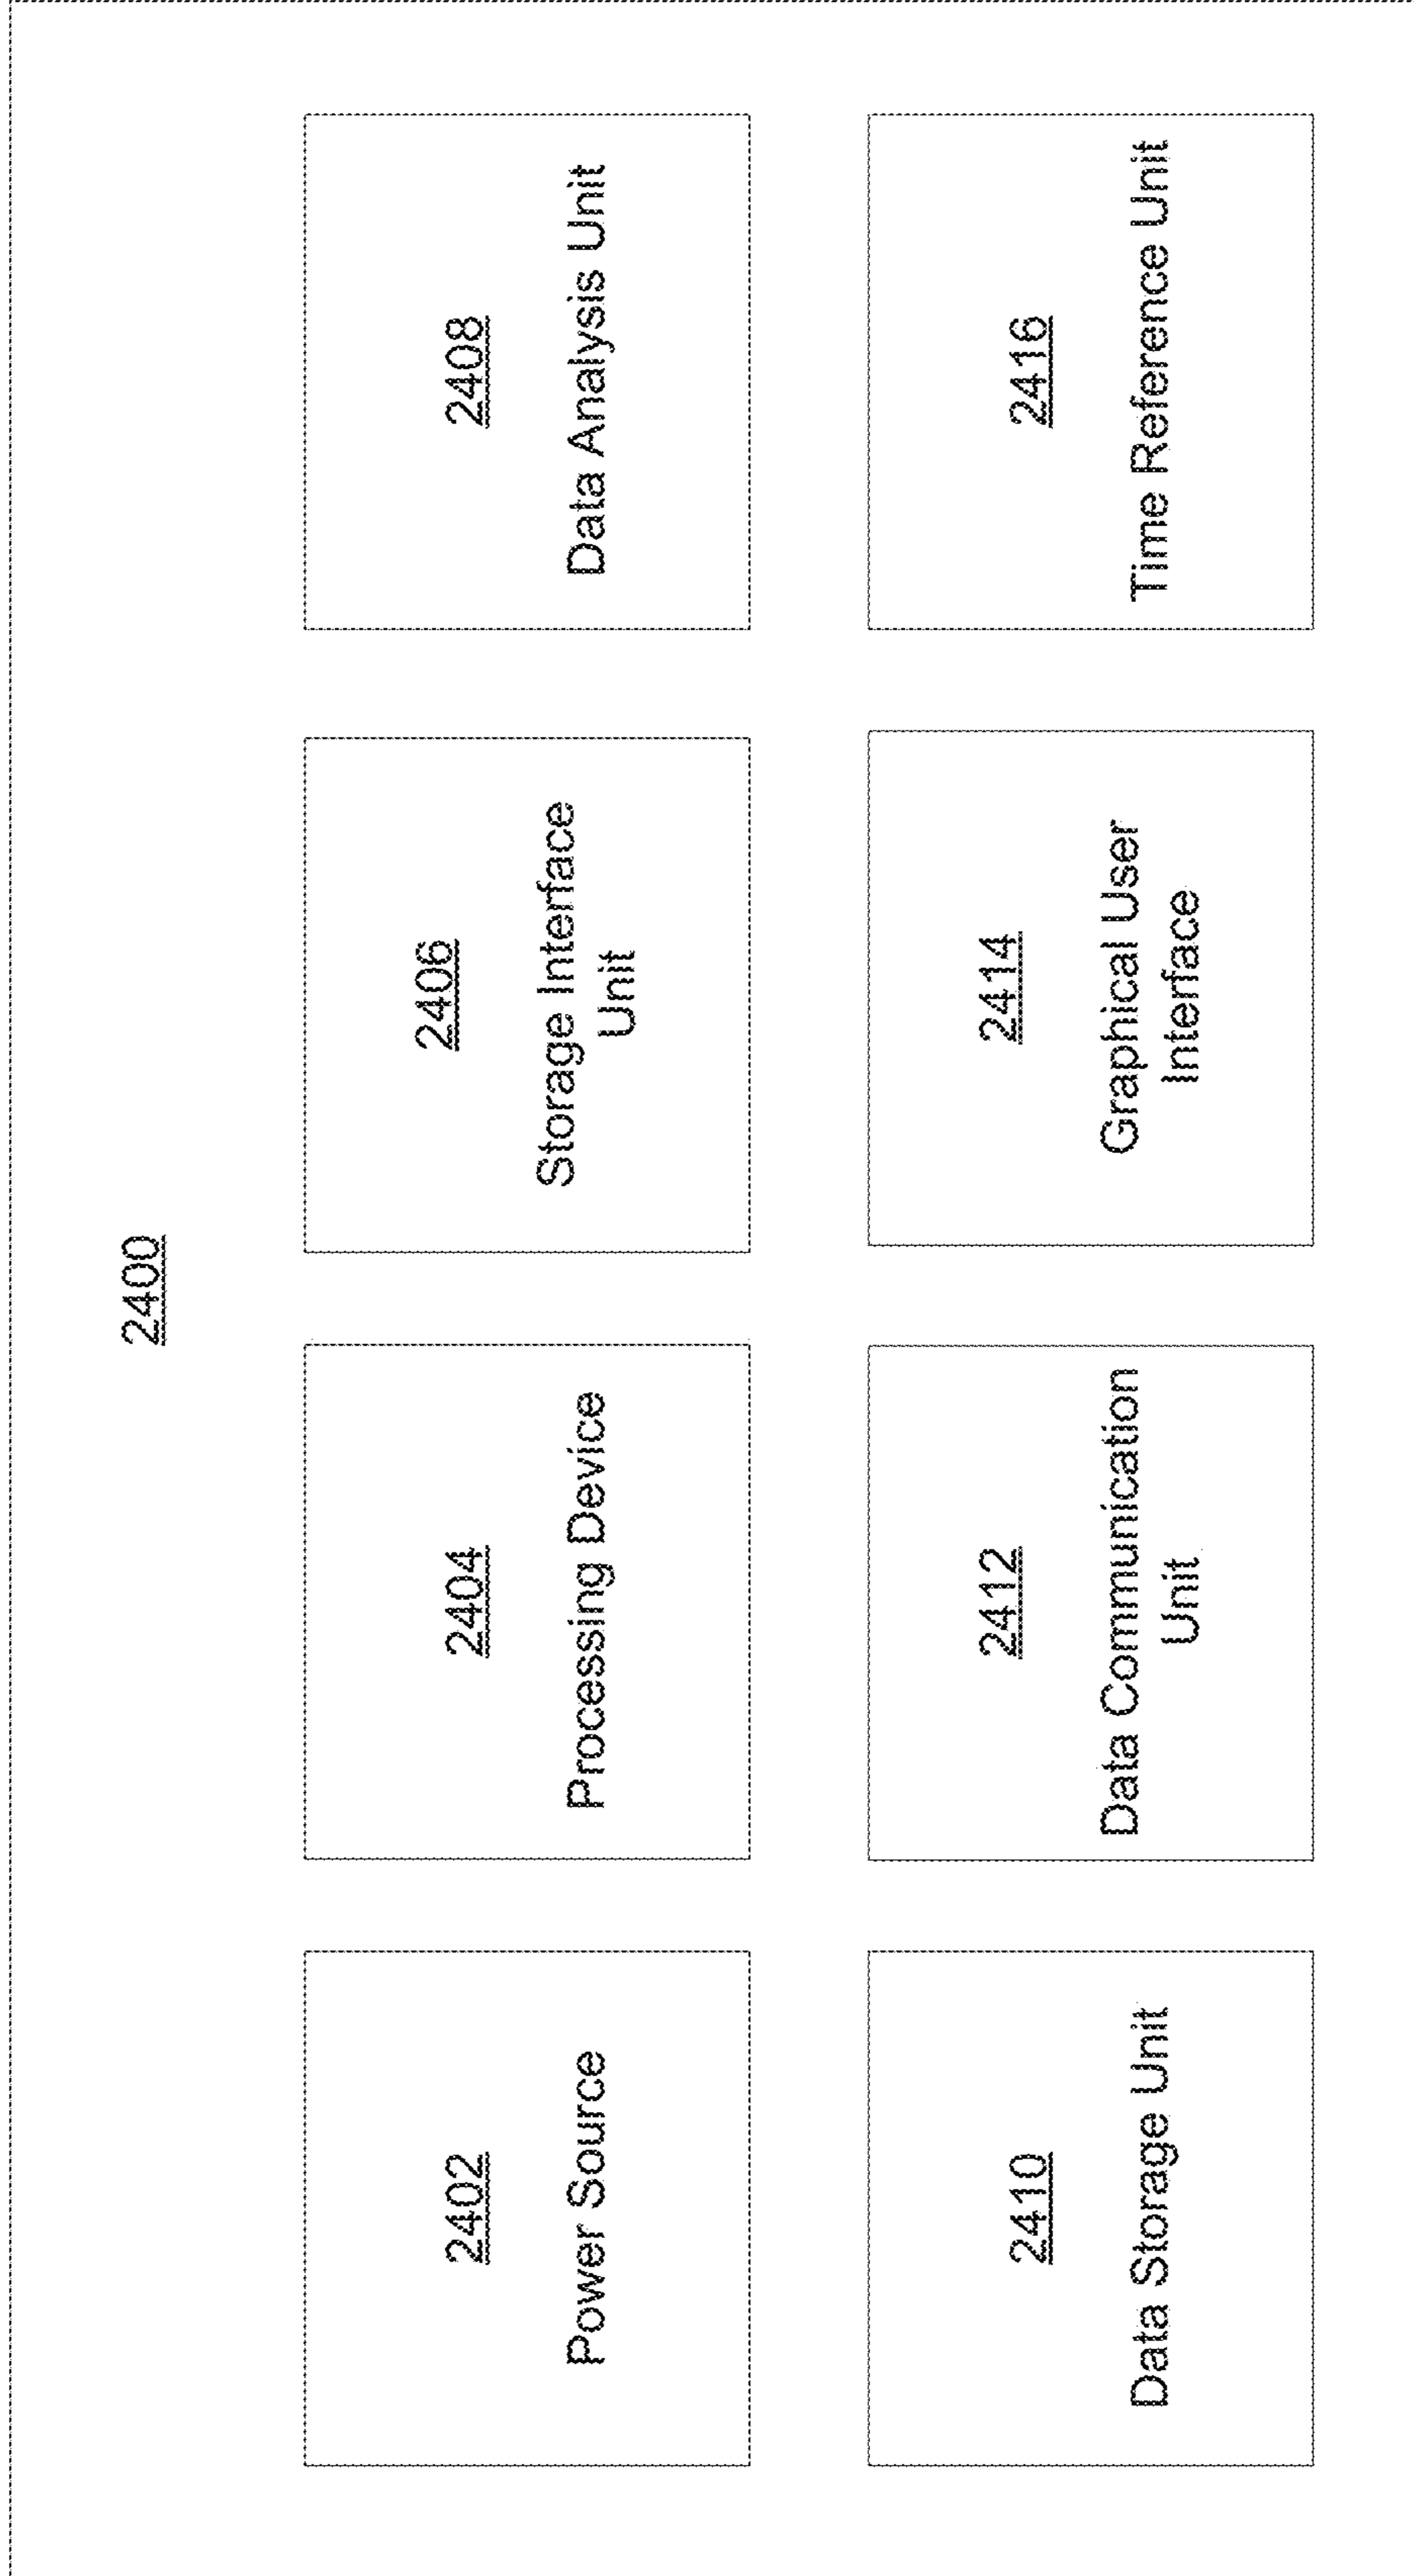 2400
2402
Power Source
2404
Processing Device
2406
Storage Interface
Unit
2408
Data Analysis Unit
2410
Data Storage Unit
2412
Data Communication
Unit
2414
Graphical User
Interface
2416
Time Reference Unit